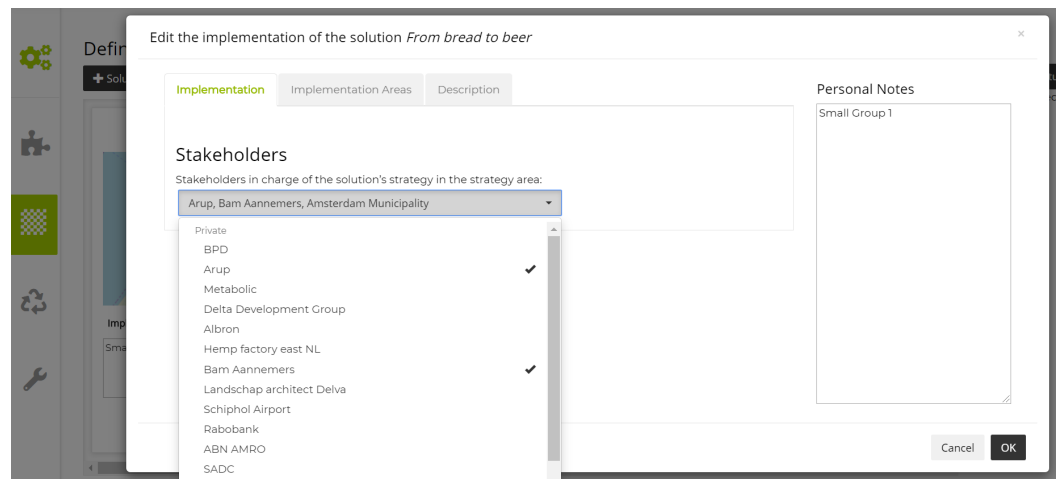 Edit the implementation of the solution From bread to beer
×
Defin
+ Solu
Implementation
Implementation Areas
Description
Stakeholders
Stakeholders in charge of the solution's strategy in the strategy area:
Arup, Bam Aannemers, Amsterdam Municipality
Private
BPD
Arup
Metabolic
Delta Development Group
Albron
Hemp factory east NL
Bam Aannemers
Landschap architect Delva
Schiphol Airport
Rabobank
ABN AMRO
SADC
Personal Notes
Small Group 1
Imp
Sma
Cancel
OK